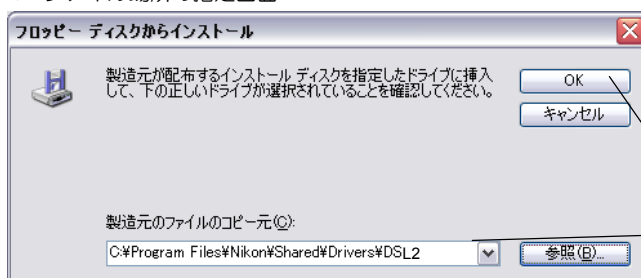 フロッピー ディスクからインストール
製造元が配布するインストール ディスクを指定したドライブに挿入
して、下の正しいドライブが選択されていることを確認してください。
OK
キャンセル
製造元のファイルのコピー元(C):
C:¥Program Files¥Nikon¥Shared¥Drivers¥DSL2
参照(B)...